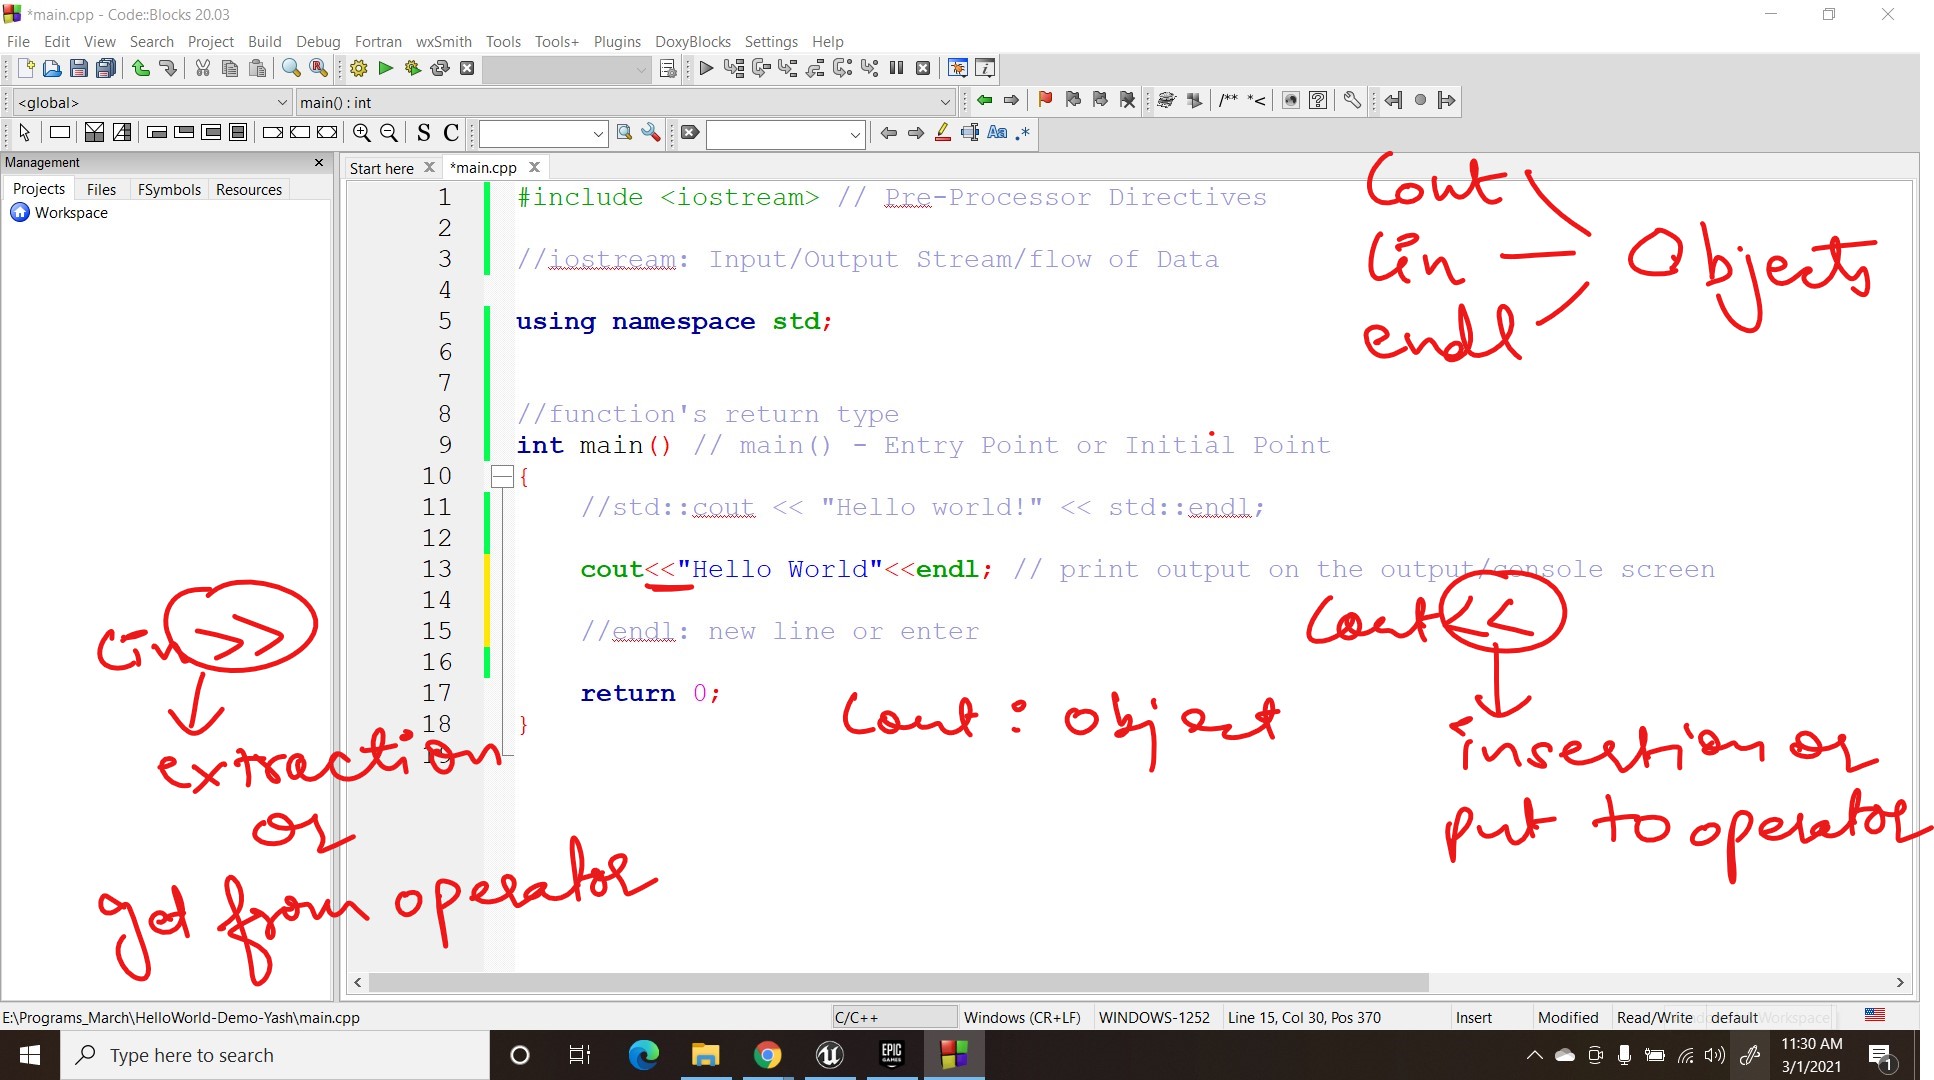 *main.cpp - Code::Blocks 20.03
File Edit View Search Project Build Debug Fortran wxSmith Tools Tools+ Plugins DoxyBlocks Settings Help
<global> main() : int
/** *<
S C Aa .*
Management ×
Projects Files FSymbols Resources
Workspace
Start here *main.cpp
1 #include <iostream> // Pre-Processor Directives
2
3 //iostream: Input/Output Stream/flow of Data
4
5 using namespace std;
6
7
8 //function's return type
9 int main() // main() - Entry Point or Initial Point
10 {
11 //std::cout << "Hello world!" << std::endl;
12
13 cout<<"Hello World"<<endl; // print output on the output/console screen
14
15 //endl: new line or enter
16
17 return 0;
18 }
19
Cout
Cin Objects
endl
Cin >>
extraction
or
get from operator
Cout : object
Cout <<
insertion or
put to operator
E:\Programs_March\HelloWorld-Demo-Yash\main.cpp C/C++ Windows (CR+LF) WINDOWS-1252 Line 15, Col 30, Pos 370 Insert Modified Read/Write default
Type here to search
EPIC GAMES
11:30 AM
3/1/2021
1